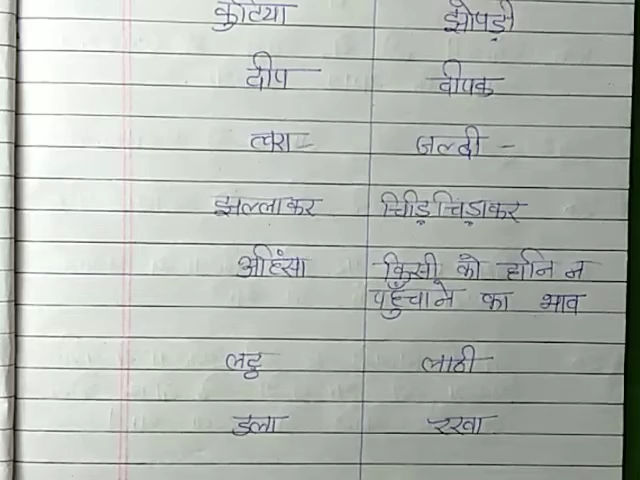 कुटिया झोपड़ी
दीप दीपक
त्वरा जल्दी -
झल्लाकर चिड़िचिड़ाकर
अहिंसा किसी को हानि न
पहुँचाने का भाव
लट्ठ लाठी
डला रखा